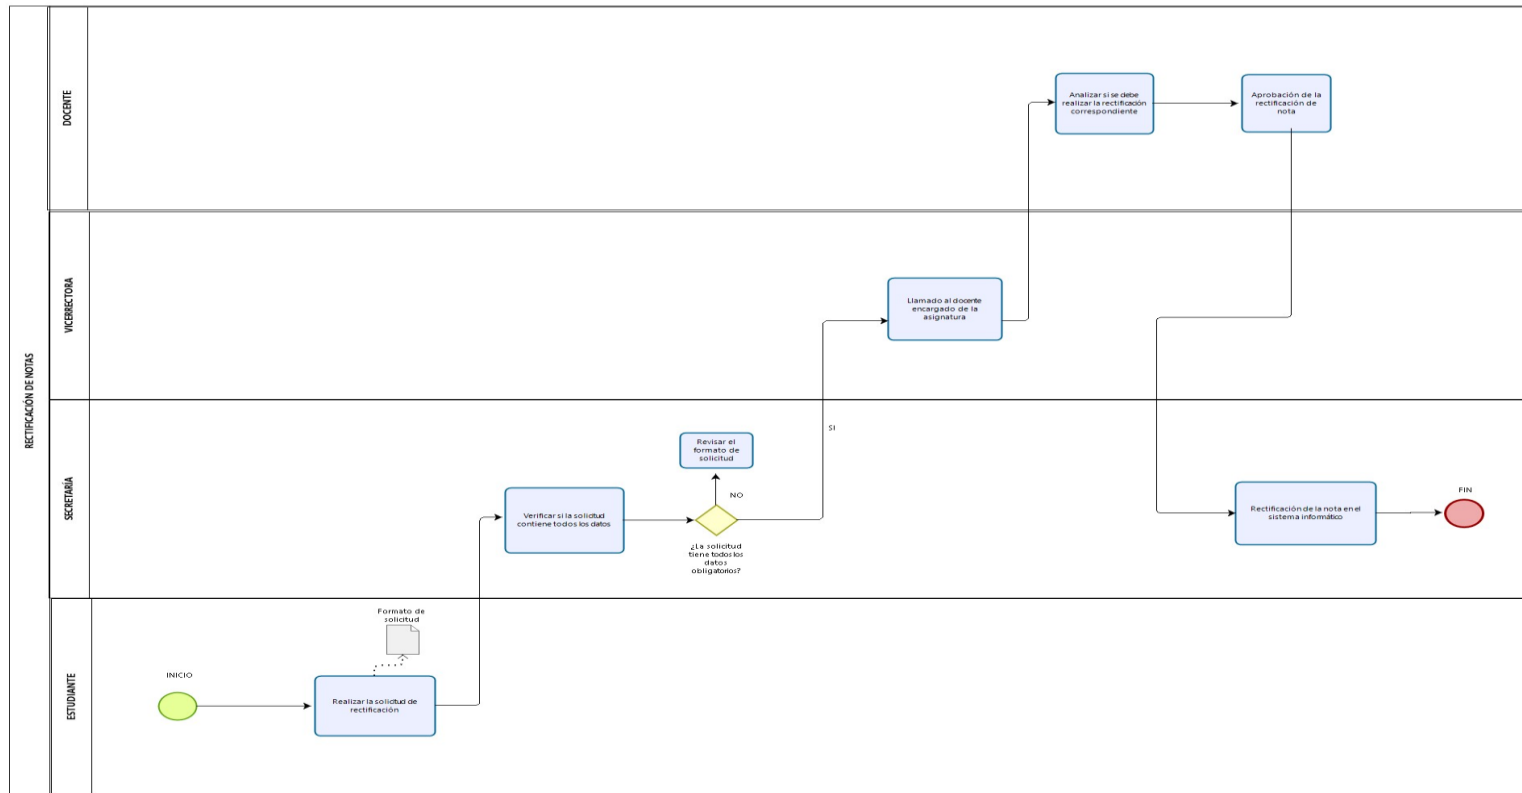 RECTIFICACIÓN DE NOTAS
DOCENTE
Analizar si se debe
realizar la rectificación
correspondiente
Aprobación de la
rectificación de
nota
VICERRECTORA
Llamado al docente
encargado de la
asignatura
SECRETARÍA
SI
Revisar el
formato de
solicitud
NO
Verificar si la solicitud
contiene todos los datos
¿La solicitud
tiene todos los
datos
obligatorios?
Rectificación de la nota en el
sistema informático
FIN
ESTUDIANTE
INICIO
Formato de
solicitud
Realizar la solicitud de
rectificación